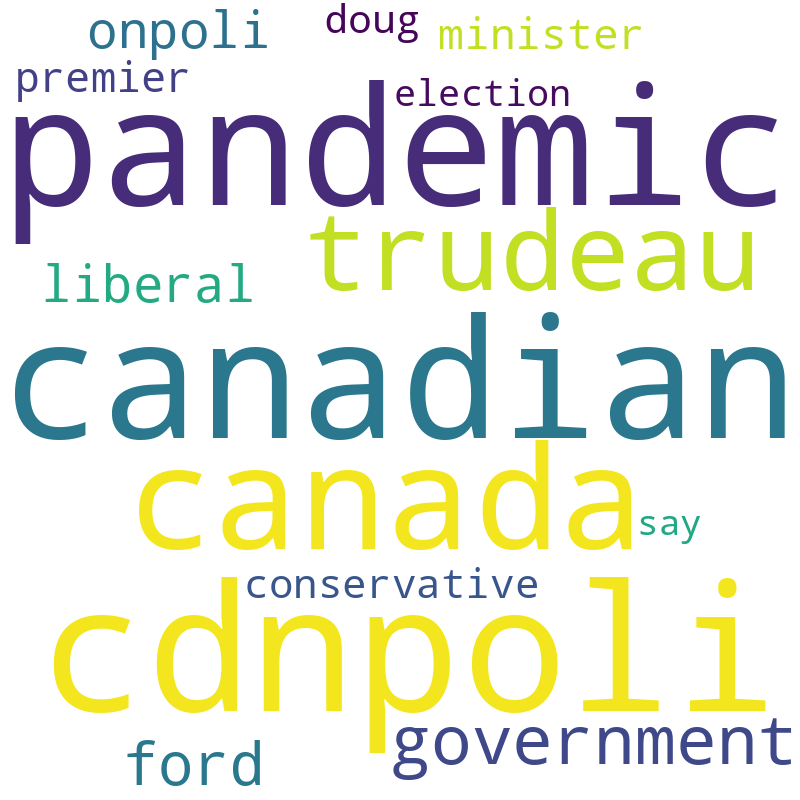 doug
onpoli
minister
premier
election
pandemic
trudeau
liberal
canadian
canada
say
conservative
cdnpoli
government
ford